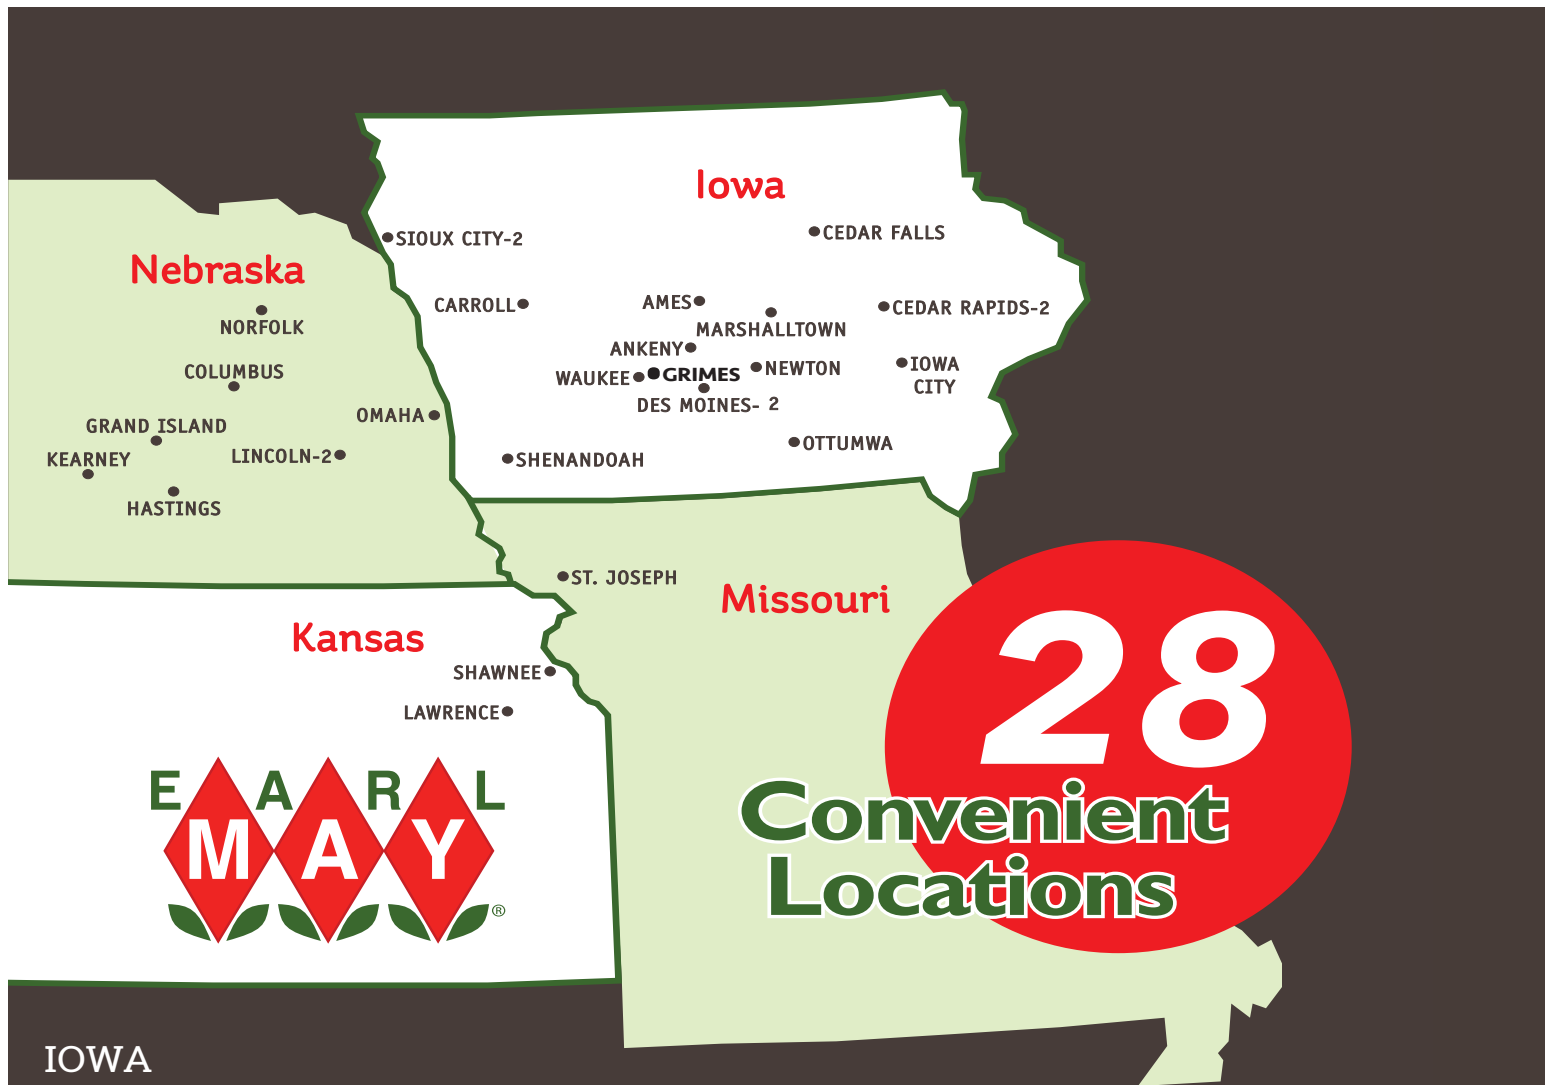 Iowa
SIOUX CITY-2
CEDAR FALLS
CARROLL
AMES
MARSHALLTOWN
CEDAR RAPIDS-2
ANKENY
WAUKEE
GRIMES
NEWTON
IOWA
CITY
DES MOINES- 2
OTTUMWA
SHENANDOAH
Nebraska
NORFOLK
COLUMBUS
OMAHA
GRAND ISLAND
KEARNEY
LINCOLN-2
HASTINGS
ST. JOSEPH
Missouri
Kansas
SHAWNEE
LAWRENCE
EARL
MAY®
28
Convenient
Locations
IOWA